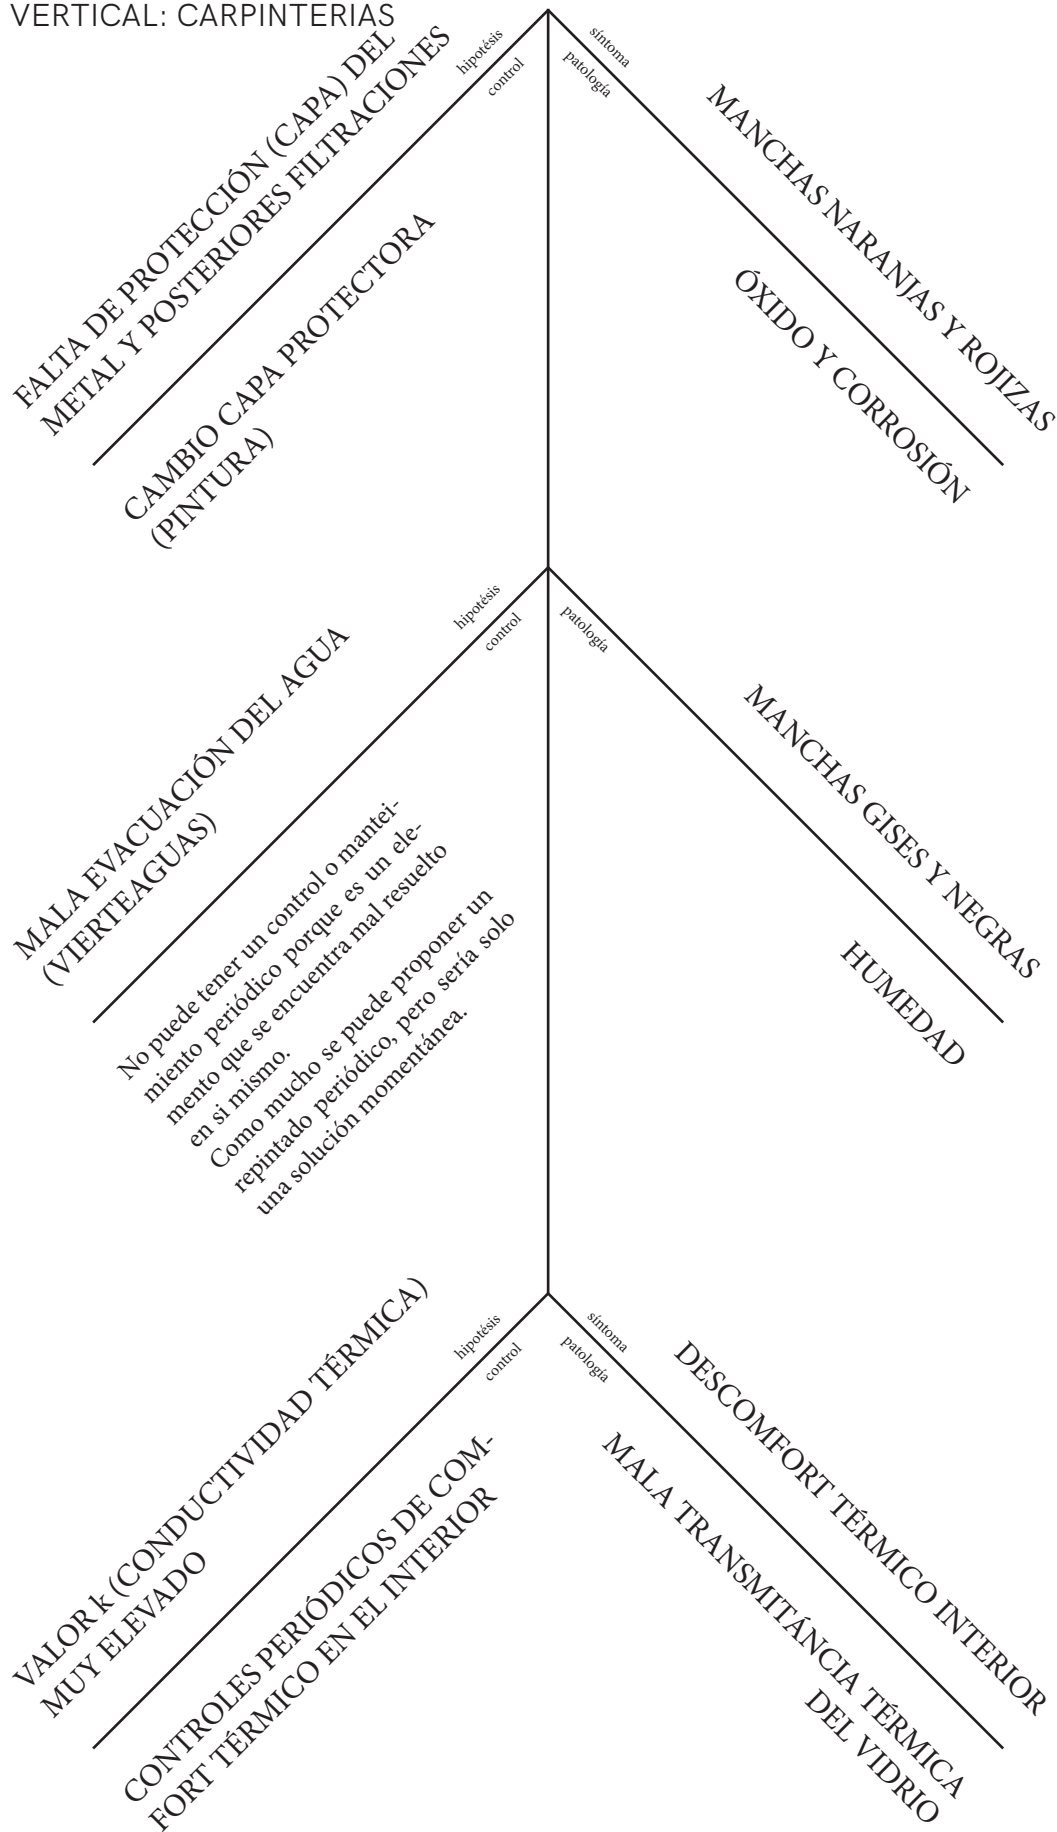 VERTICAL: CARPINTERIAS
hipotésis
control
síntoma
patología
FALTA DE PROTECCIÓN (CAPA) DEL
METAL Y POSTERIORES FILTRACIONES
CAMBIO CAPA PROTECTORA
(PINTURA)
MANCHAS NARANJAS Y ROJIZAS
ÓXIDO Y CORROSIÓN
hipotésis
control
patología
MALA EVACUACIÓN DEL AGUA
(VIERTEAGUAS)
No puede tener un control o mantei-
miento periódico porque es un ele-
mento que se encuentra mal resuelto
en si mismo.
Como mucho se puede proponer un
repintado periódico, pero sería solo
una solución momentánea.
MANCHAS GISES Y NEGRAS
HUMEDAD
hipotésis
control
síntoma
patología
VALOR k (CONDUCTIVIDAD TÉRMICA)
MUY ELEVADO
CONTROLES PERIÓDICOS DE COM-
FORT TÉRMICO EN EL INTERIOR
DESCOMFORT TÉRMICO INTERIOR
MALA TRANSMITÁNCIA TÉRMICA
DEL VIDRIO